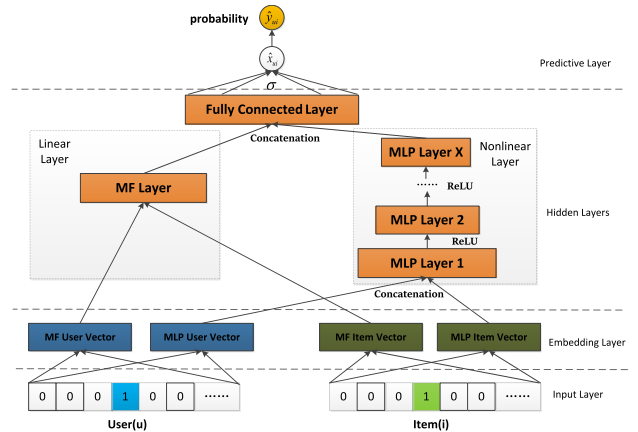 probability
ŷui
x̂ui
Predictive Layer
σ
Fully Connected Layer
Concatenation
Linear
Layer
Nonlinear
Layer
MLP Layer X
...... ReLU
MF Layer
MLP Layer 2
Hidden Layers
ReLU
MLP Layer 1
Concatenation
MF User Vector
MLP User Vector
MF Item Vector
MLP Item Vector
Embedding Layer
0 0 0 1 0 0 ......
0 0 0 1 0 0 ......
Input Layer
User(u)
Item(i)